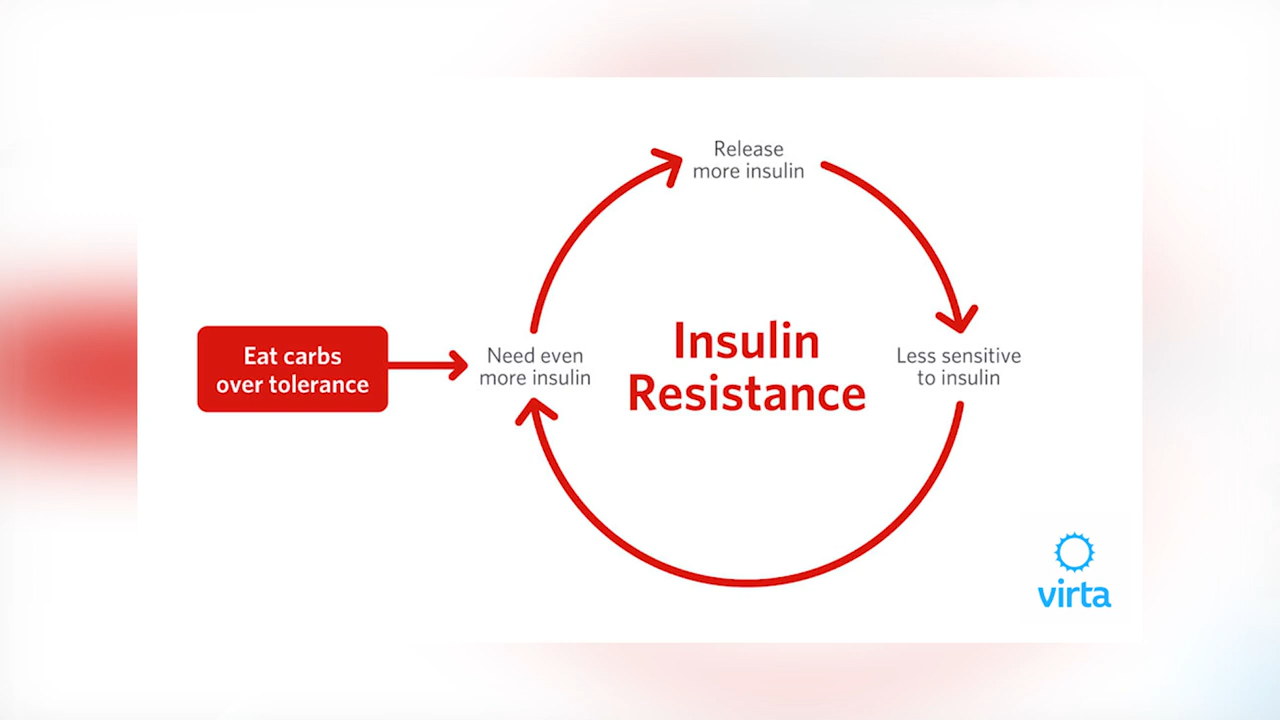 Release
more insulin
Eat carbs
over tolerance
Need even
more insulin
Insulin
Resistance
Less sensitive
to insulin
virta